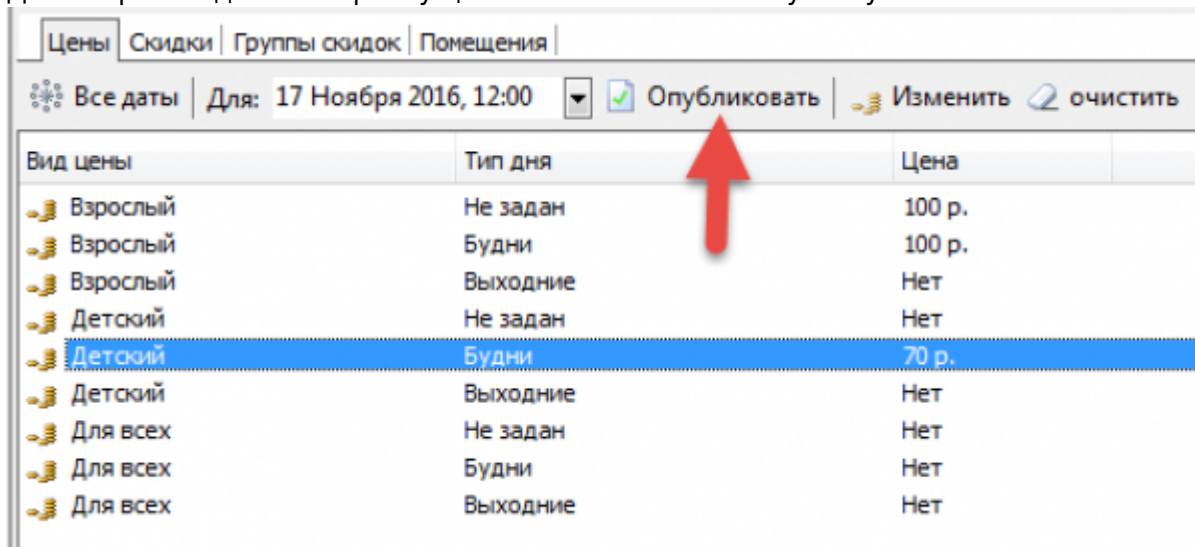 Цены Скидки Группы скидок Помещения
Все даты Для: 17 Ноября 2016, 12:00 Опубликовать Изменить очистить
Вид цены Тип дня Цена
Взрослый Не задан 100 р.
Взрослый Будни 100 р.
Взрослый Выходние Нет
Детский Не задан Нет
Детский Будни 70 р.
Детский Выходние Нет
Для всех Не задан Нет
Для всех Будни Нет
Для всех Выходние Нет